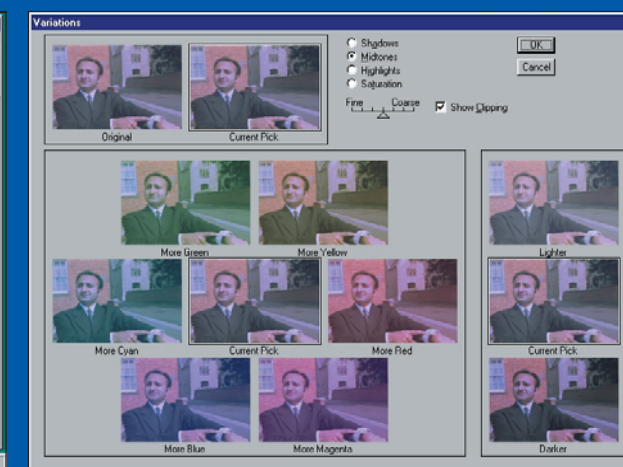 Variations
Original
Current Pick
Shadows
Midtones
Highlights
Saturation
Fine
Coarse
Show Clipping
OK
Cancel
More Green
More Yellow
Lighter
More Cyan
Current Pick
More Red
Current Pick
More Blue
More Magenta
Darker